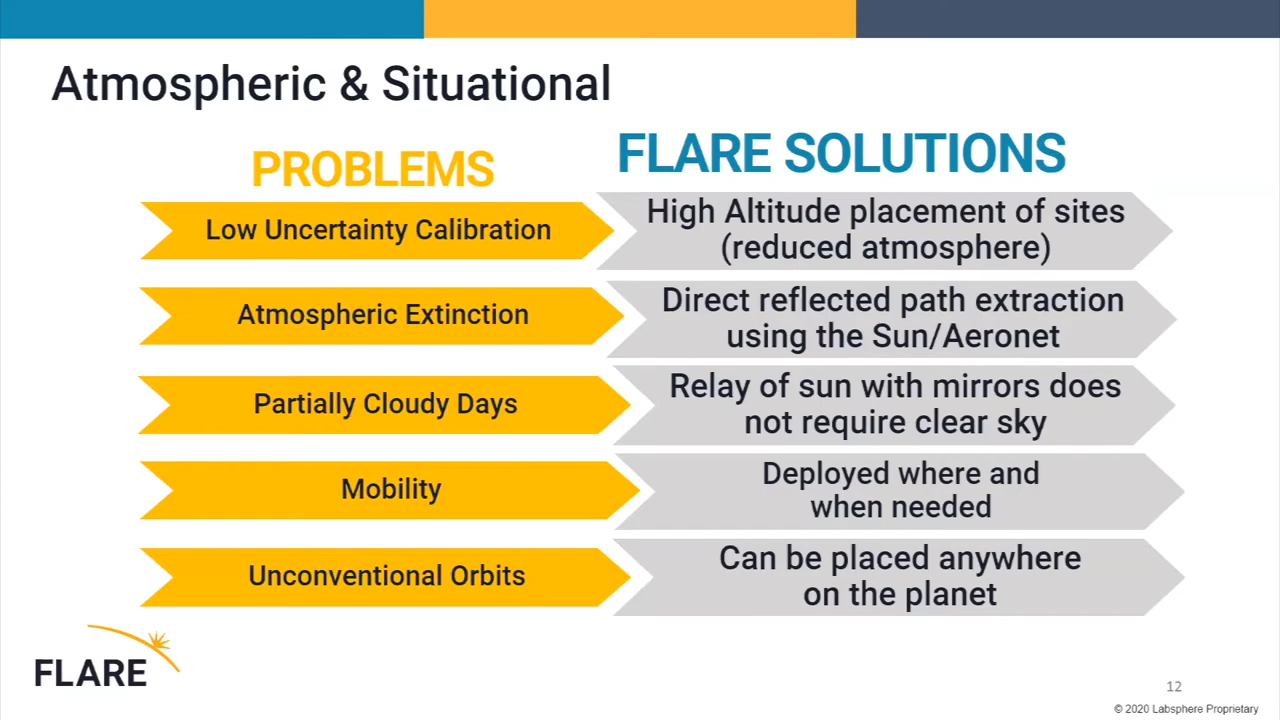 Atmospheric & Situational
PROBLEMS
FLARE SOLUTIONS
Low Uncertainty Calibration
High Altitude placement of sites
(reduced atmosphere)
Atmospheric Extinction
Direct reflected path extraction
using the Sun/Aeronet
Partially Cloudy Days
Relay of sun with mirrors does
not require clear sky
Mobility
Deployed where and
when needed
Unconventional Orbits
Can be placed anywhere
on the planet
FLARE
12
© 2020 Labsphere Proprietary